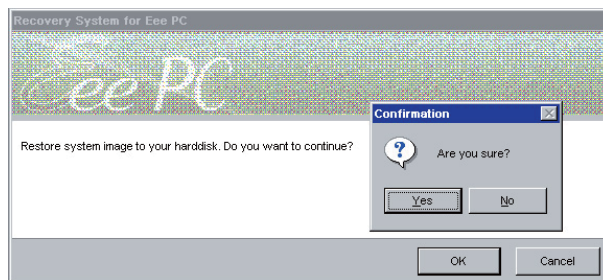 Recovery System for Eee PC
Eee PC
Confirmation
Restore system image to your harddisk. Do you want to continue?
Are you sure?
Yes
No
OK
Cancel